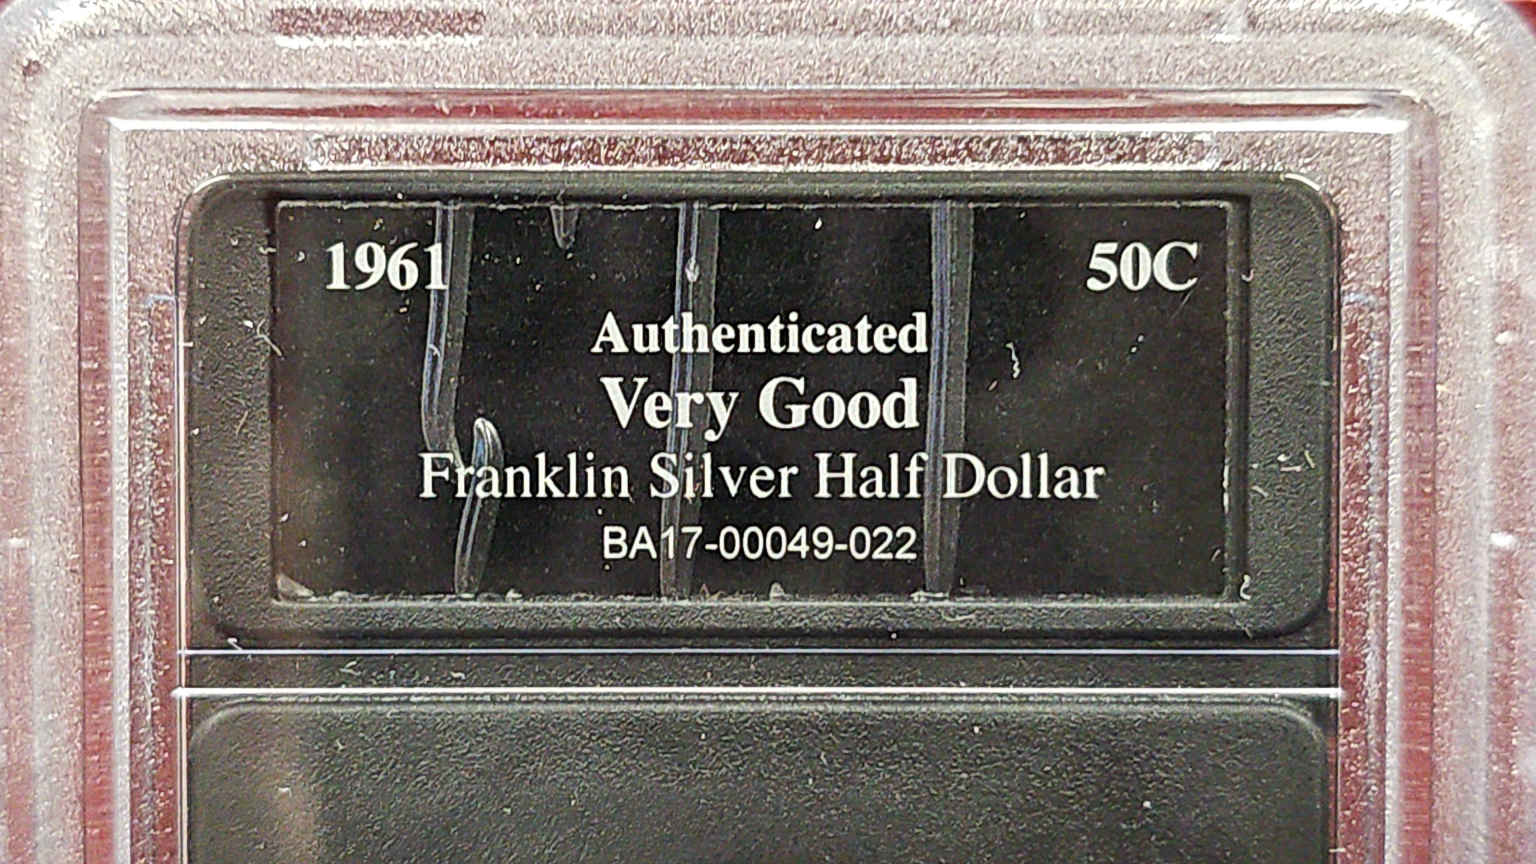 1961 50C
Authenticated
Very Good
Franklin Silver Half Dollar
BA17-00049-022